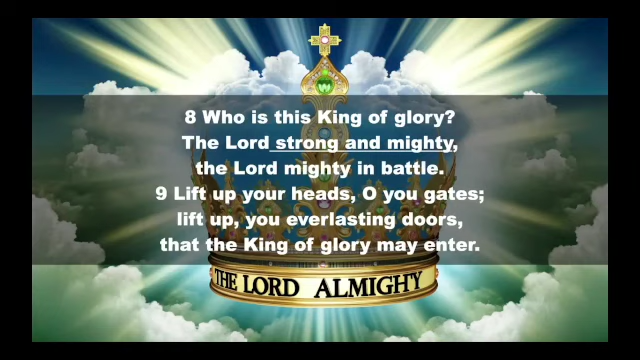 8 Who is this King of glory?
The Lord strong and mighty,
the Lord mighty in battle.
9 Lift up your heads, O you gates;
lift up, you everlasting doors,
that the King of glory may enter.
THE LORD ALMIGHTY